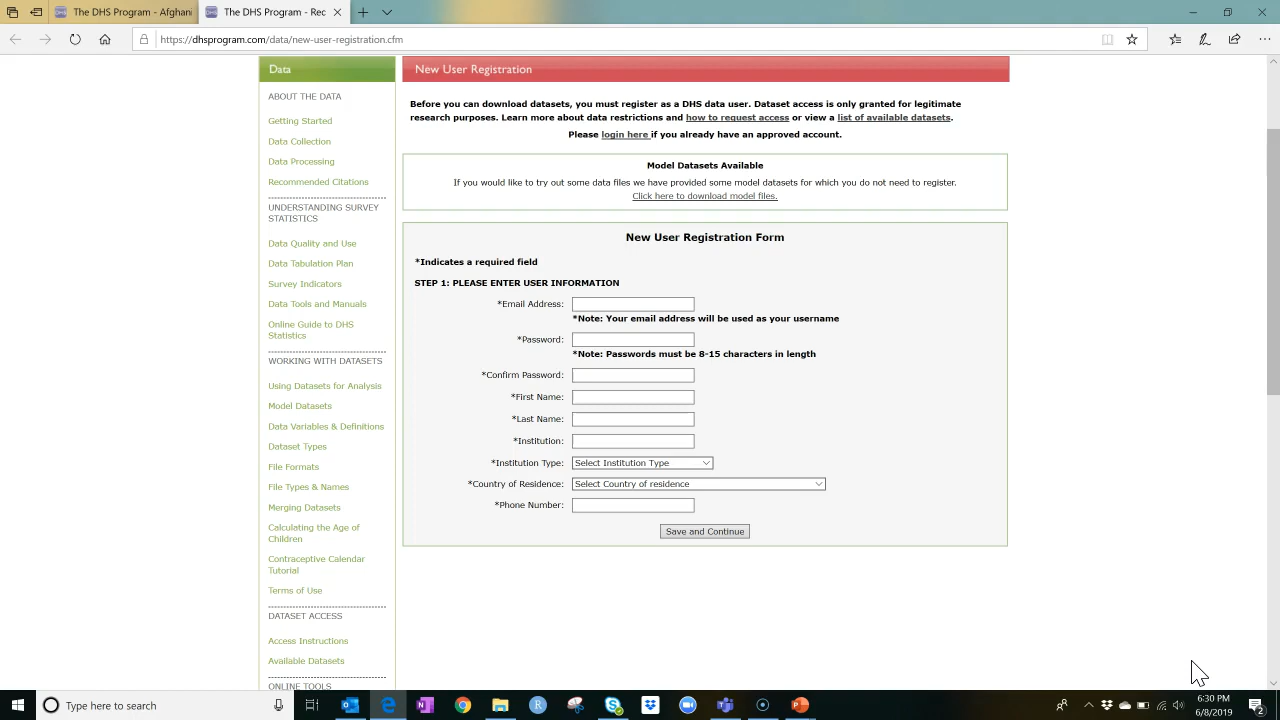 The DHS Program - Afghani
The DHS Program - Rec
https://dhsprogram.com/data/new-user-registration.cfm
Data
ABOUT THE DATA
Getting Started
Data Collection
Data Processing
Recommended Citations
UNDERSTANDING SURVEY
STATISTICS
Data Quality and Use
Data Tabulation Plan
Survey Indicators
Data Tools and Manuals
Online Guide to DHS
Statistics
WORKING WITH DATASETS
Using Datasets for Analysis
Model Datasets
Data Variables & Definitions
Dataset Types
File Formats
File Types & Names
Merging Datasets
Calculating the Age of
Children
Contraceptive Calendar
Tutorial
Terms of Use
DATASET ACCESS
Access Instructions
Available Datasets
ONLINE TOOLS
New User Registration
Before you can download datasets, you must register as a DHS data user. Dataset access is only granted for legitimate
research purposes. Learn more about data restrictions and how to request access or view a list of available datasets.
Please login here if you already have an approved account.
Model Datasets Available
If you would like to try out some data files we have provided some model datasets for which you do not need to register.
Click here to download model files.
New User Registration Form
*Indicates a required field
STEP 1: PLEASE ENTER USER INFORMATION
*Email Address:
*Note: Your email address will be used as your username
*Password:
*Note: Passwords must be 8-15 characters in length
*Confirm Password:
*First Name:
*Last Name:
*Institution:
*Institution Type: Select Institution Type
*Country of Residence: Select Country of residence
*Phone Number:
Save and Continue
Type here to search
6:30 PM
6/8/2019
2